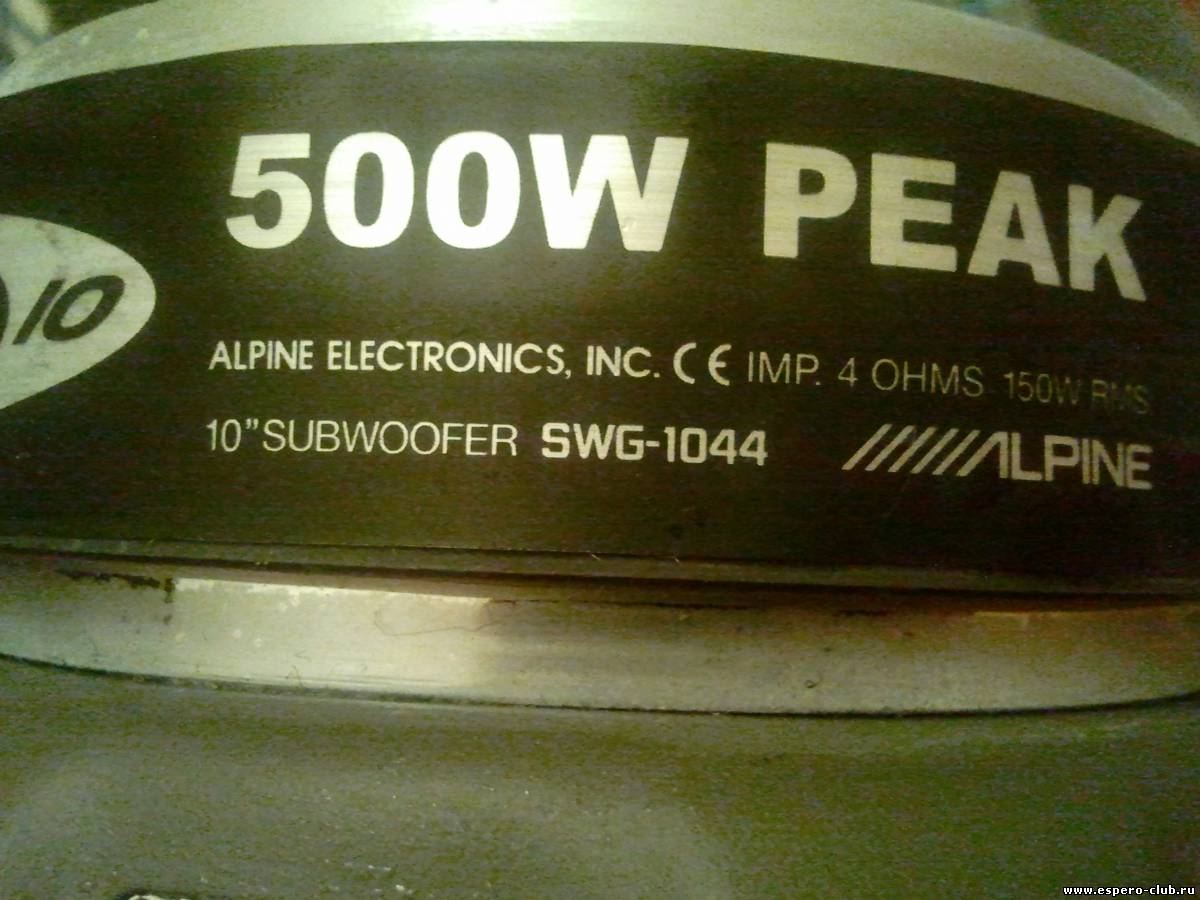 500W PEAK
10
ALPINE ELECTRONICS, INC. CE IMP. 4 OHMS 150W RMS
10" SUBWOOFER SWG-1044 ALPINE
www.espero-club.ru